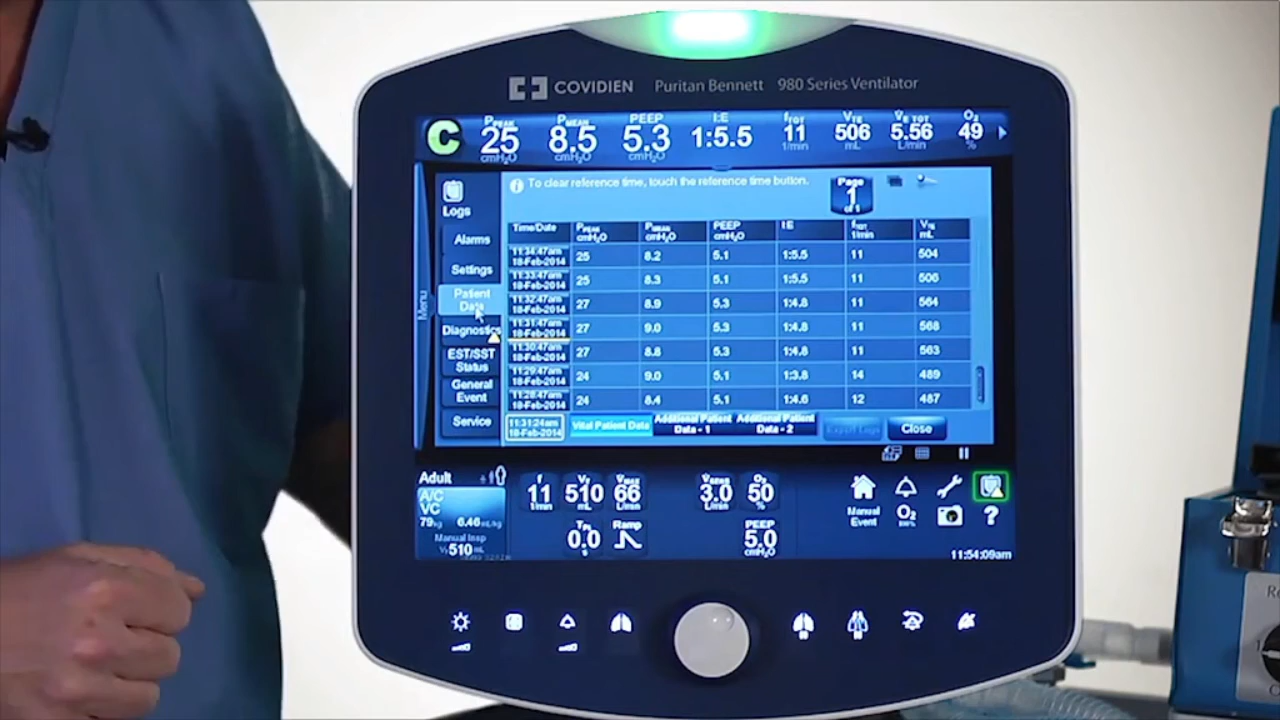 COVIDIEN Puritan Bennett 980 Series Ventilator
C PPEAK 25 cmH2O PMEAN 8.5 cmH2O PEEP 5.3 cmH2O I:E 1:5.5 fTOT 11 1/min VTE 506 mL VE TOT 5.56 L/min O2 49 %
To clear reference time, touch the reference time button.
Page 1 of 1
Menu
Logs
Alarms
Settings
Patient Data
Diagnostics
EST/SST Status
General Event
Service
Time/Date PPEAK cmH2O PMEAN cmH2O PEEP cmH2O I:E fTOT 1/min VTE mL
11:34:47am 18-Feb-2014 25 8.2 5.1 1:5.5 11 504
11:33:47am 18-Feb-2014 25 8.3 5.1 1:5.5 11 506
11:32:47am 18-Feb-2014 27 8.9 5.3 1:4.8 11 564
11:31:47am 18-Feb-2014 27 9.0 5.3 1:4.8 11 568
11:30:47am 18-Feb-2014 27 8.8 5.3 1:4.8 11 563
11:29:47am 18-Feb-2014 24 9.0 5.1 1:3.8 14 489
11:28:47am 18-Feb-2014 24 8.4 5.1 1:4.6 12 487
11:31:24am 18-Feb-2014 Vital Patient Data Additional Patient Data - 1 Additional Patient Data - 2 Export Logs Close
Adult
A/C
VC
79kg 6.46mL/kg
Manual Insp
VT 510 mL
f 11 1/min VT 510 mL VMAX 66 L/min VSENS 3.0 L/min O2 50 %
TPL 0.0 s Ramp PEEP 5.0 cmH2O
Manual Event O2 100% ?
11:54:09am